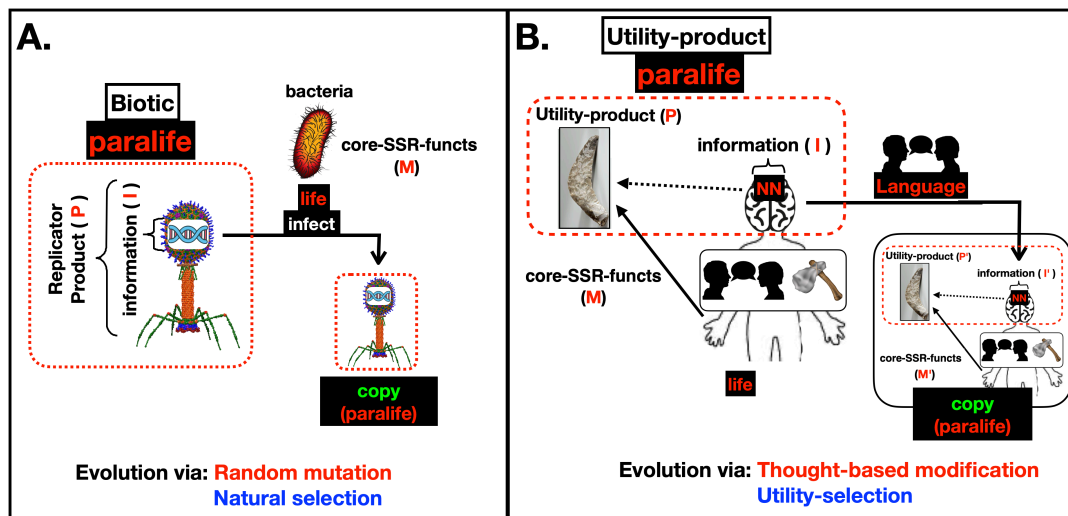 A.
Biotic
paralife
bacteria
core-SSR-functs
(M)
life
infect
Replicator
Product ( P )
information ( I )
copy
(paralife)
Evolution via: Random mutation
Natural selection
B.
Utility-product
paralife
Utility-product (P)
information ( I )
NN
Language
core-SSR-functs
(M)
life
Utility-product (P')
information ( I' )
NN
core-SSR-functs
(M')
copy
(paralife)
Evolution via: Thought-based modification
Utility-selection